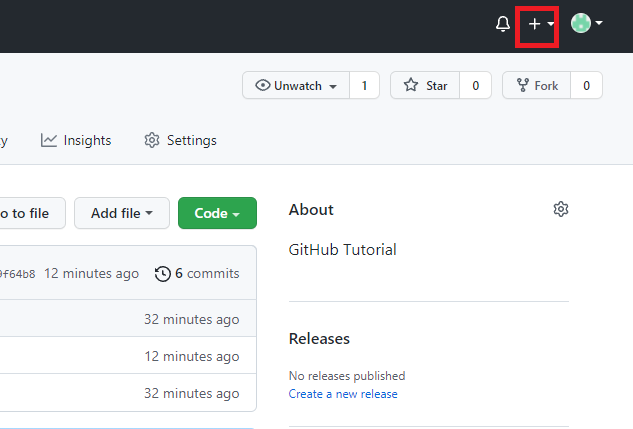 Unwatch 1 Star 0 Fork 0
Insights Settings
to file Add file Code About
GitHub Tutorial
9f64b8 12 minutes ago 6 commits
32 minutes ago
Releases
12 minutes ago
No releases published
32 minutes ago
Create a new release